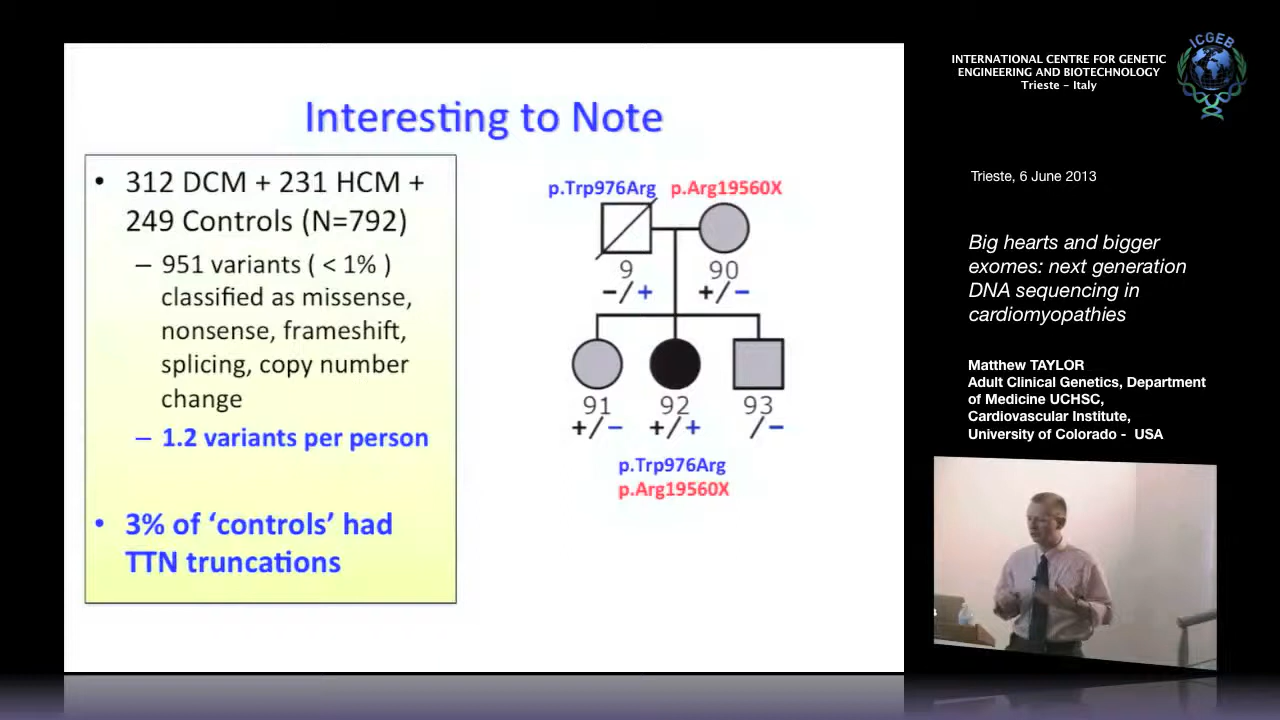 Interesting to Note
• 312 DCM + 231 HCM +
249 Controls (N=792)
– 951 variants ( < 1% )
classified as missense,
nonsense, frameshift,
splicing, copy number
change
– 1.2 variants per person
• 3% of ‘controls’ had
TTN truncations
p.Trp976Arg p.Arg19560X
9 90
−/+ +/−
91 92 93
+/− +/+ /−
p.Trp976Arg
p.Arg19560X
INTERNATIONAL CENTRE FOR GENETIC
ENGINEERING AND BIOTECHNOLOGY
Trieste - Italy
ICGEB
Trieste, 6 June 2013
Big hearts and bigger
exomes: next generation
DNA sequencing in
cardiomyopathies
Matthew TAYLOR
Adult Clinical Genetics, Department
of Medicine UCHSC,
Cardiovascular Institute,
University of Colorado - USA